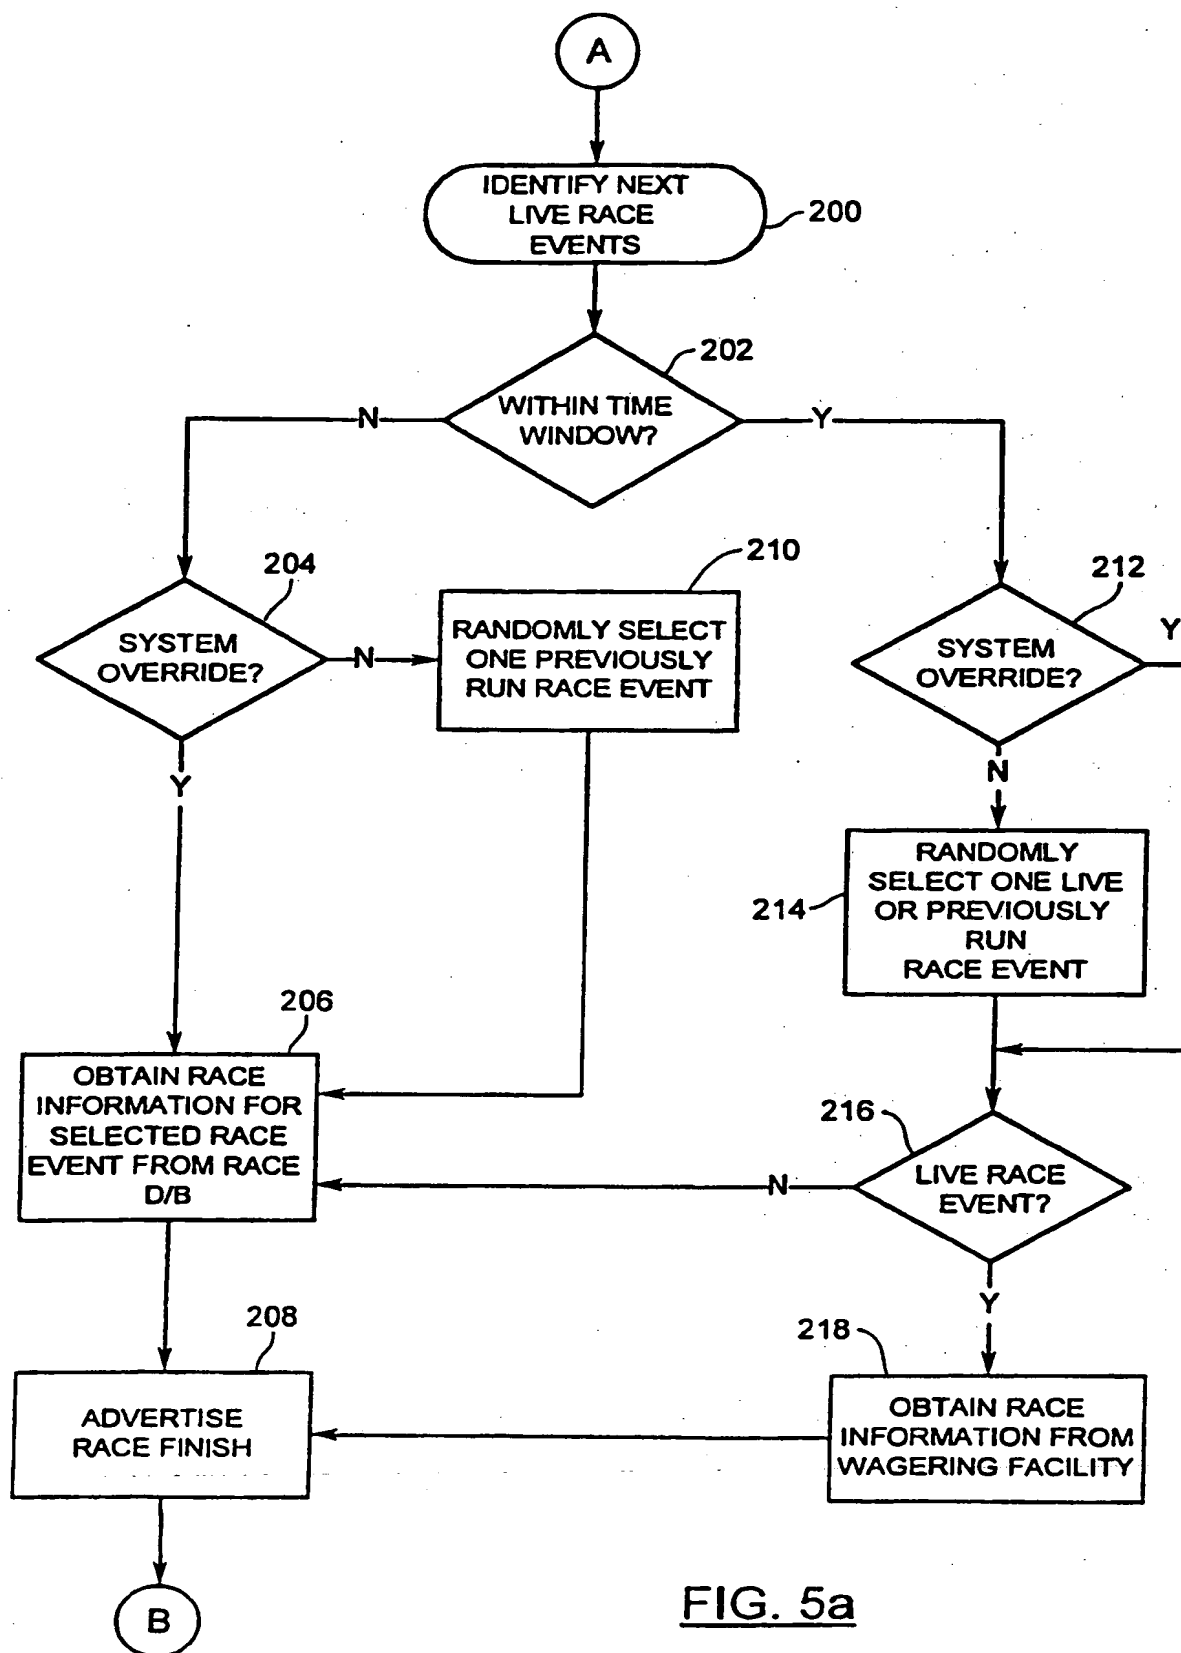 A
IDENTIFY NEXT
LIVE RACE
EVENTS
200
202
WITHIN TIME
WINDOW?
N
Y
204
SYSTEM
OVERRIDE?
N
Y
210
RANDOMLY SELECT
ONE PREVIOUSLY
RUN RACE EVENT
212
SYSTEM
OVERRIDE?
Y
N
214
RANDOMLY
SELECT ONE LIVE
OR PREVIOUSLY
RUN
RACE EVENT
206
OBTAIN RACE
INFORMATION FOR
SELECTED RACE
EVENT FROM RACE
D/B
216
LIVE RACE
EVENT?
N
Y
208
ADVERTISE
RACE FINISH
218
OBTAIN RACE
INFORMATION FROM
WAGERING FACILITY
B
FIG. 5a